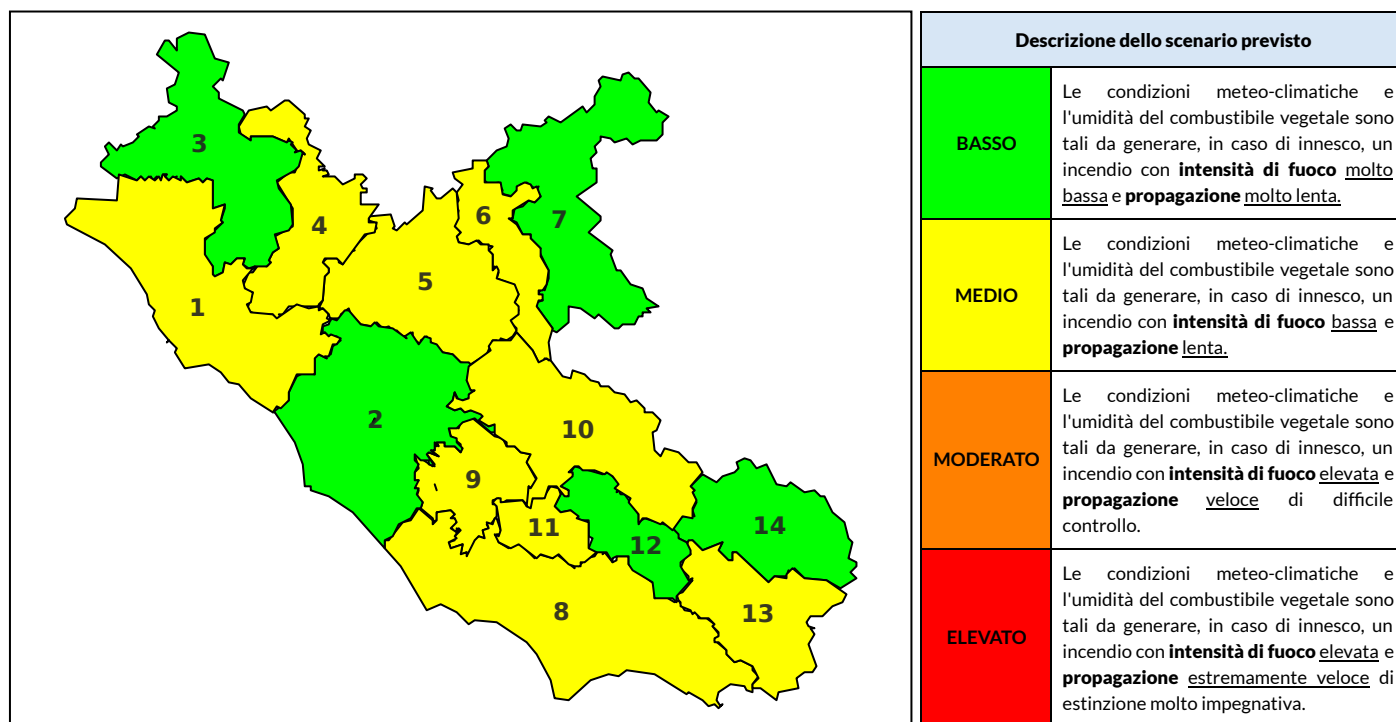 3
4
6
7
5
1
2
10
9
11
12
14
8
13
Descrizione dello scenario previsto
BASSO
Le condizioni meteo-climatiche e
l'umidità del combustibile vegetale sono
tali da generare, in caso di innesco, un
incendio con intensità di fuoco molto
bassa e propagazione molto lenta.
MEDIO
Le condizioni meteo-climatiche e
l'umidità del combustibile vegetale sono
tali da generare, in caso di innesco, un
incendio con intensità di fuoco bassa e
propagazione lenta.
MODERATO
Le condizioni meteo-climatiche e
l'umidità del combustibile vegetale sono
tali da generare, in caso di innesco, un
incendio con intensità di fuoco elevata e
propagazione veloce di difficile
controllo.
ELEVATO
Le condizioni meteo-climatiche e
l'umidità del combustibile vegetale sono
tali da generare, in caso di innesco, un
incendio con intensità di fuoco elevata e
propagazione estremamente veloce di
estinzione molto impegnativa.